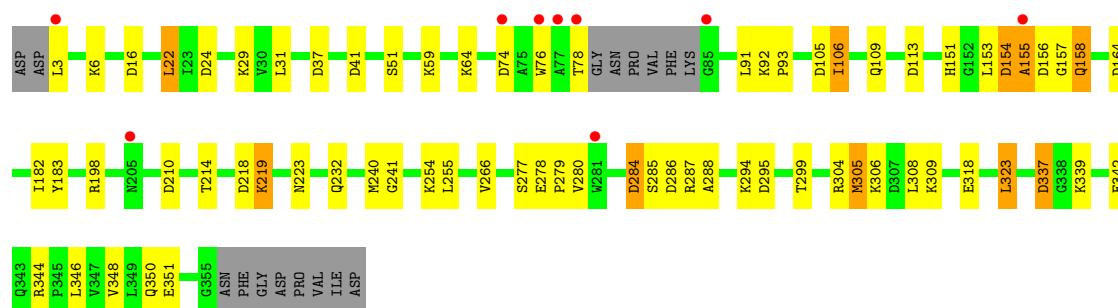 ASP ASP L3 K6 D16 L22 I23 D24 K29 V30 L31 D37 D41 S51 K59 K64 D74 A75 W76 A77 T78 GLY ASN PRO VAL PHE LYS G85 L91 K92 P93 D105 I106 Q109 D113 H151 G152 L153 D154 A155 D156 G157 Q158 D164
I182 Y183 R198 N205 D210 T214 D218 K219 N223 Q232 M240 G241 K254 L255 V266 S277 E278 P279 V280 W281 D284 S285 D286 R287 A288 K294 D295 T299 R304 M305 K306 D307 L308 K309 E318 L323 D337 G338 K339
Q343 R344 P345 L346 V347 V348 L349 Q350 E351 G355 ASN PHE GLY ASP PRO VAL ILE ASP